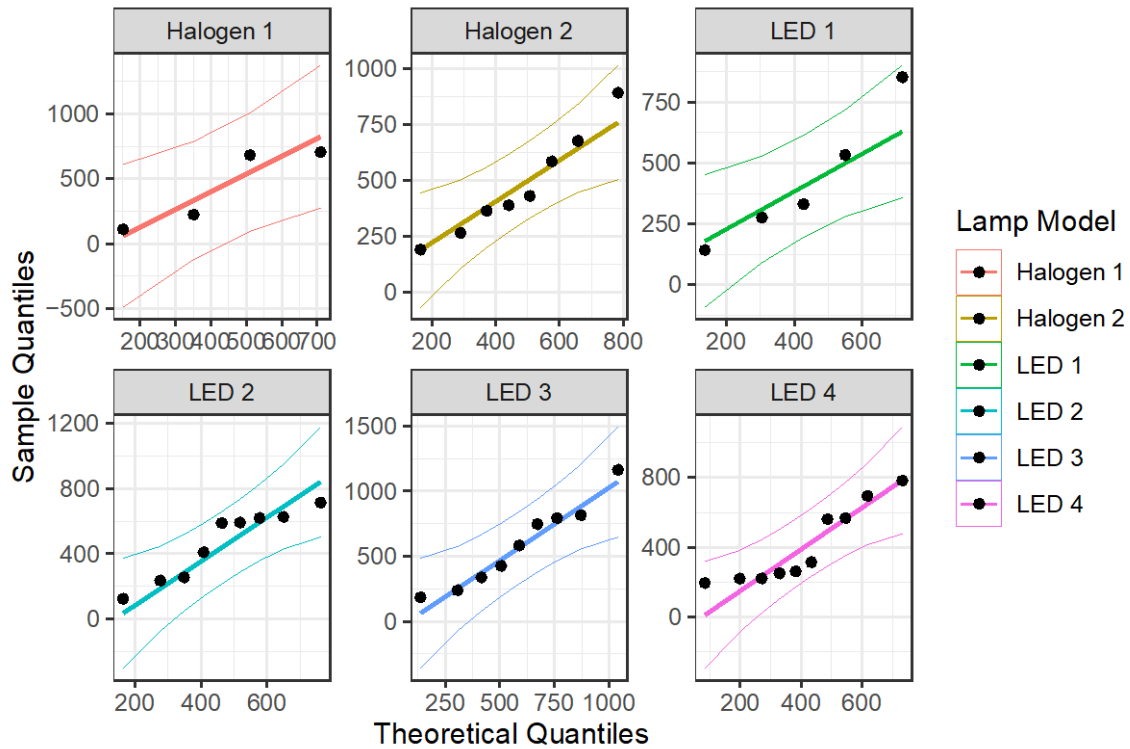 Halogen 1
Halogen 2
LED 1
1000
500
0
−500
200 300 400 500 600 700
1000
750
500
250
0
200 400 600 800
750
500
250
0
200 400 600
LED 2
LED 3
LED 4
1200
800
400
0
200 400 600
1500
1000
500
0
250 500 750 1000
800
400
0
200 400 600
Sample Quantiles
Theoretical Quantiles
Lamp Model
Halogen 1
Halogen 2
LED 1
LED 2
LED 3
LED 4